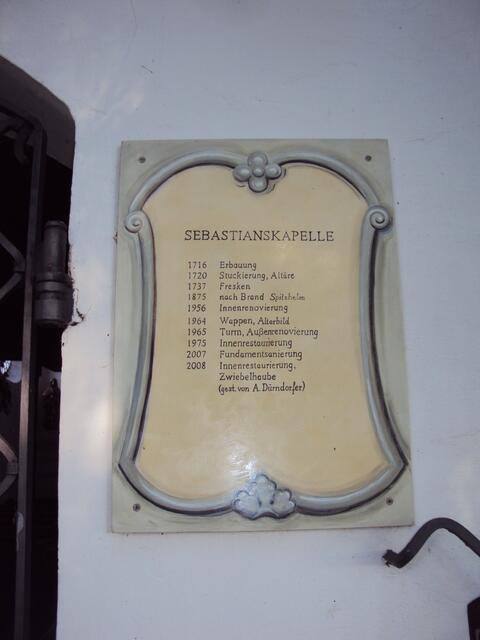 SEBASTIANSKAPELLE
1716 Erbauung
1720 Stuckierung, Altäre
1737 Fresken
1875 nach Brand Spitzhelm
1956 Innenrenovierung
1964 Wappen, Alterbild
1965 Turm, Außenrenovierung
1975 Innenrestaurierung
2007 Fundamentsanierung
2008 Innenrestaurierung,
Zwiebelhaube
(gest. von A. Dürndorfer)